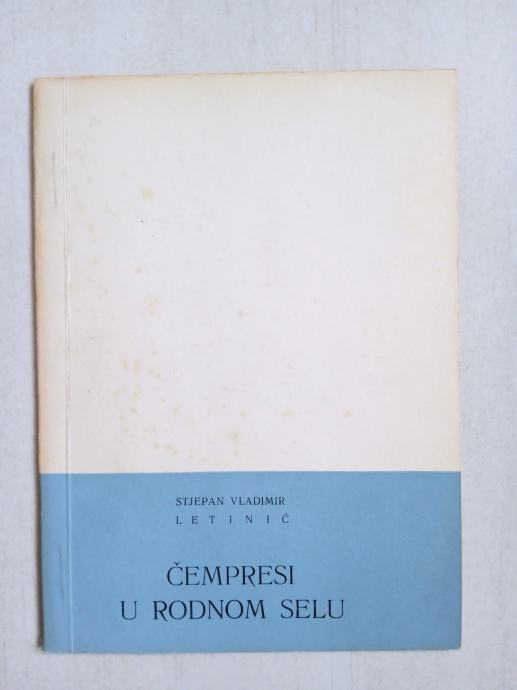 STJEPAN VLADIMIR
LETINIĆ
ČEMPRESI
U RODNOM SELU